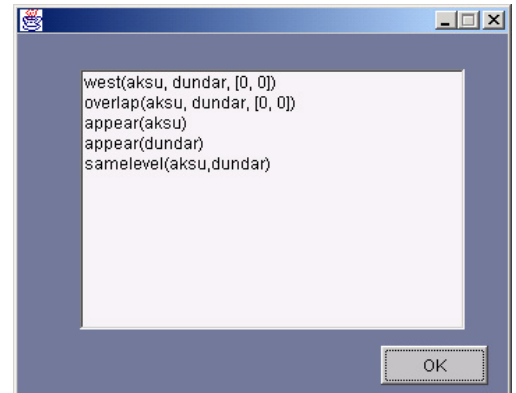 west(aksu, dundar, [0, 0])
overlap(aksu, dundar, [0, 0])
appear(aksu)
appear(dundar)
samelevel(aksu,dundar)
OK